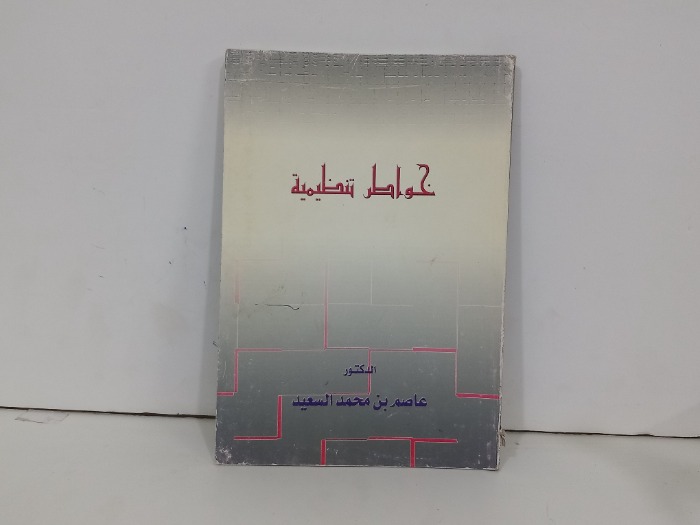 خواطر تنظيمية
الدكتور
عاصم بن محمد السعيد